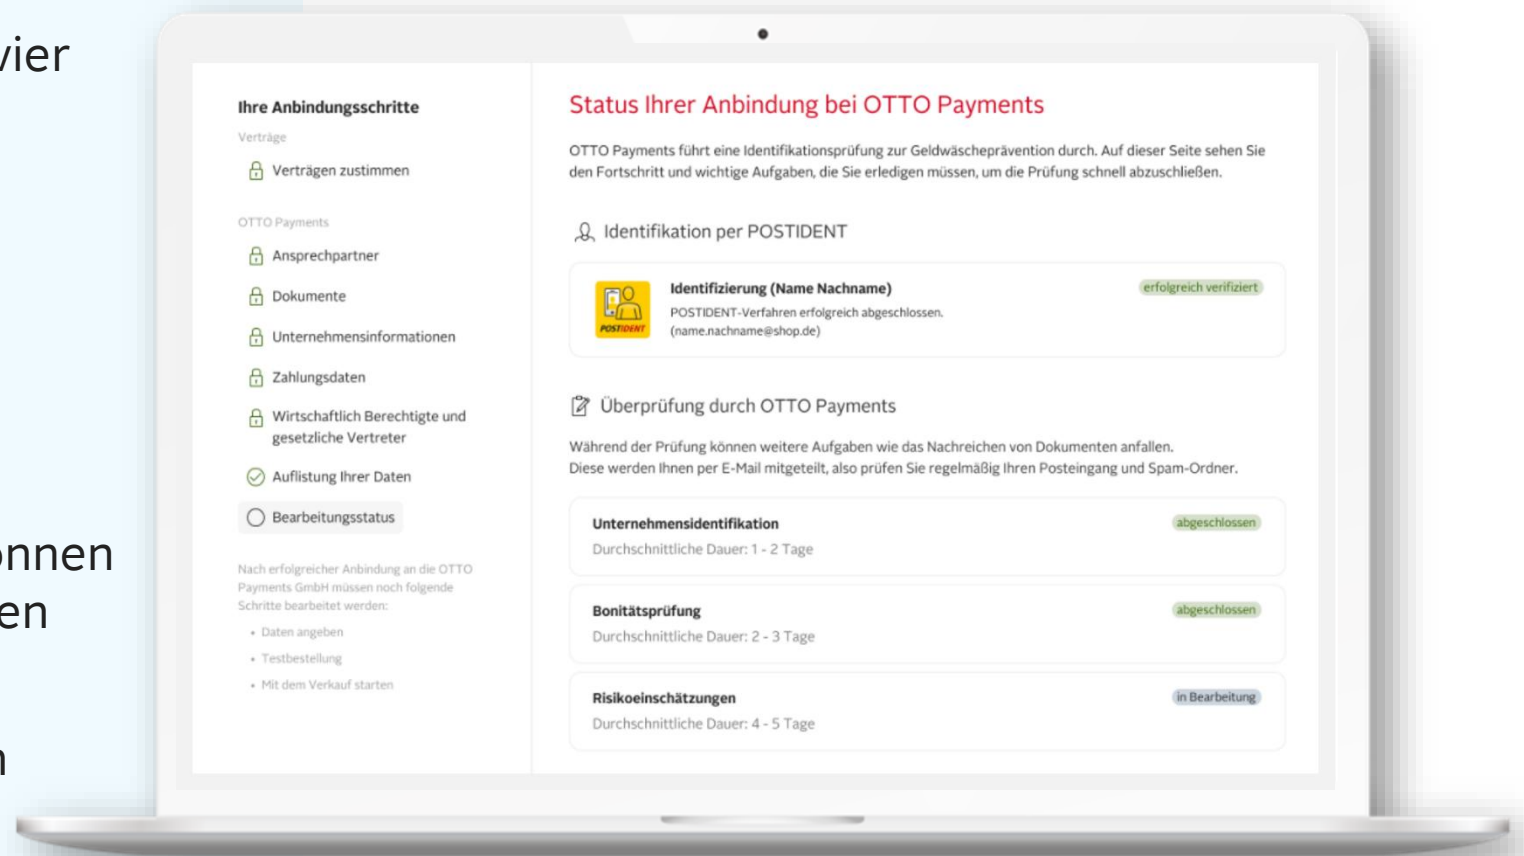 vier
önnen
en
n
Ihre Anbindungsschritte
Verträge
Verträgen zustimmen
OTTO Payments
Ansprechpartner
Dokumente
Unternehmensinformationen
Zahlungsdaten
Wirtschaftlich Berechtigte und
gesetzliche Vertreter
Auflistung Ihrer Daten
Bearbeitungsstatus
Nach erfolgreicher Anbindung an die OTTO
Payments GmbH müssen noch folgende
Schritte bearbeitet werden:
• Daten angeben
• Testbestellung
• Mit dem Verkauf starten
Status Ihrer Anbindung bei OTTO Payments
OTTO Payments führt eine Identifikationsprüfung zur Geldwäscheprävention durch. Auf dieser Seite sehen Sie
den Fortschritt und wichtige Aufgaben, die Sie erledigen müssen, um die Prüfung schnell abzuschließen.
Identifikation per POSTIDENT
POSTIDENT
Identifizierung (Name Nachname)
erfolgreich verifiziert
POSTIDENT-Verfahren erfolgreich abgeschlossen.
(name.nachname@shop.de)
Überprüfung durch OTTO Payments
Während der Prüfung können weitere Aufgaben wie das Nachreichen von Dokumenten anfallen.
Diese werden Ihnen per E-Mail mitgeteilt, also prüfen Sie regelmäßig Ihren Posteingang und Spam-Ordner.
Unternehmensidentifikation
abgeschlossen
Durchschnittliche Dauer: 1 - 2 Tage
Bonitätsprüfung
abgeschlossen
Durchschnittliche Dauer: 2 - 3 Tage
Risikoeinschätzungen
in Bearbeitung
Durchschnittliche Dauer: 4 - 5 Tage